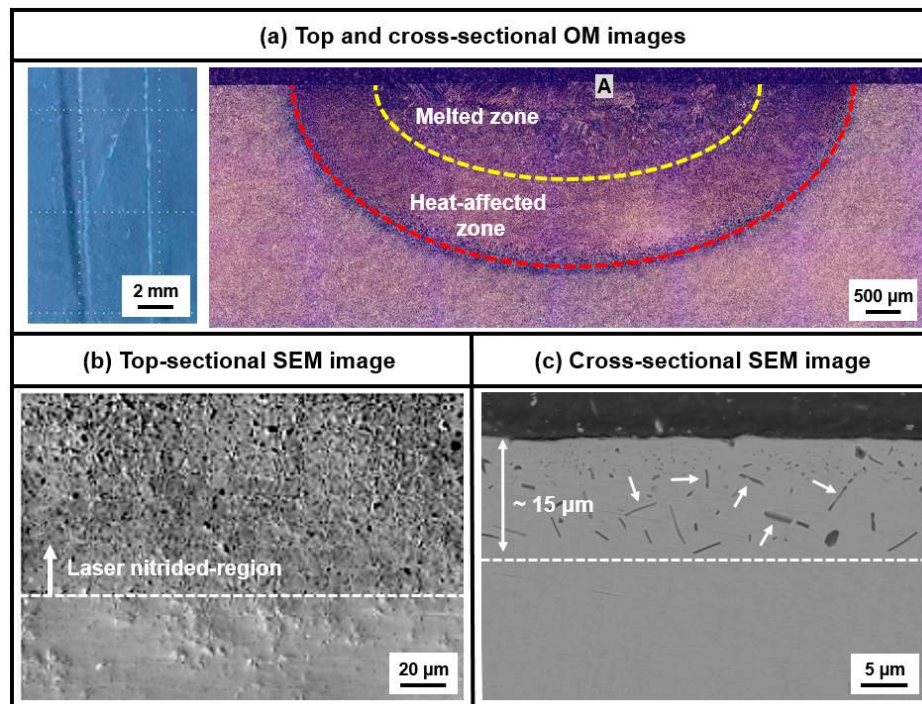 (a) Top and cross-sectional OM images
A
Melted zone
Heat-affected
zone
2 mm
500 μm
(b) Top-sectional SEM image
(c) Cross-sectional SEM image
Laser nitrided-region
20 μm
~ 15 μm
5 μm